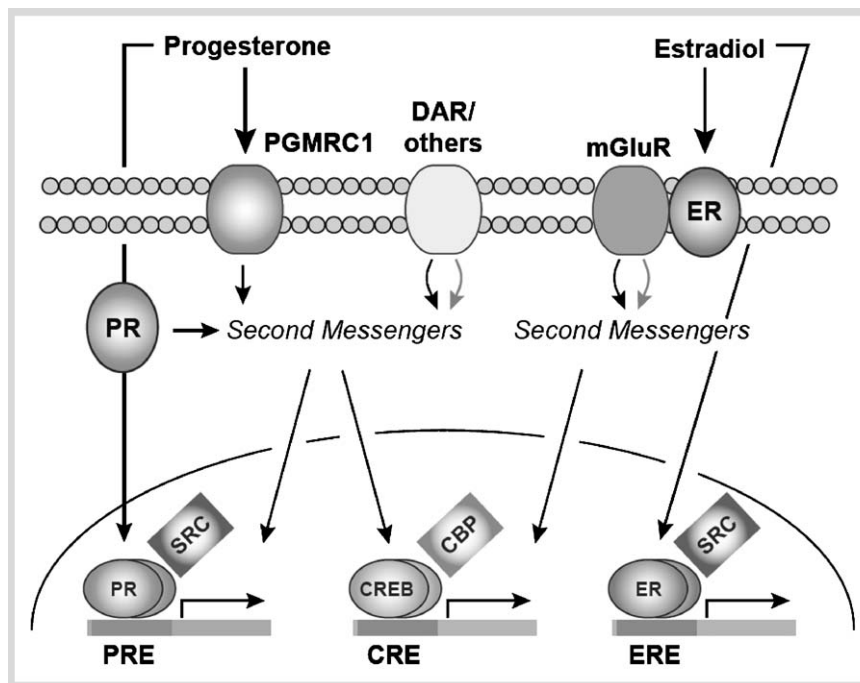 Progesterone
Estradiol
DAR/
others
PGMRC1
mGluR
ER
PR
Second Messengers
Second Messengers
SRC
CBP
SRC
PR
CREB
ER
PRE
CRE
ERE